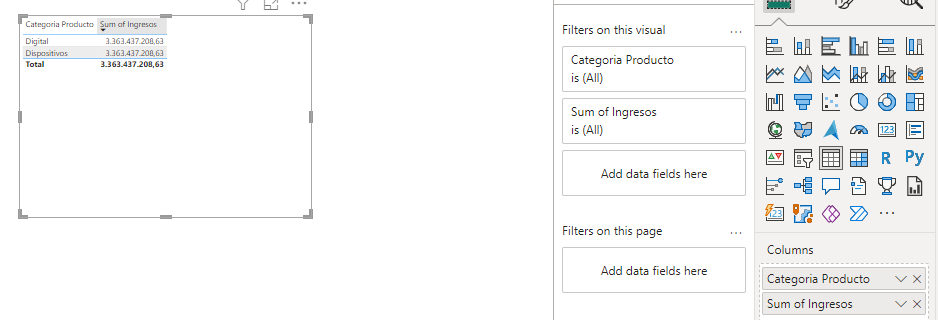 Categoria Producto Sum of Ingresos
Digital 3.363.437.208,63
Dispositivos 3.363.437.208,63
Total 3.363.437.208,63
Filters on this visual ...
Categoria Producto
is (All)
Sum of Ingresos
is (All)
Add data fields here
Filters on this page ...
Add data fields here
123
R Py
123
Columns
Categoria Producto
Sum of Ingresos